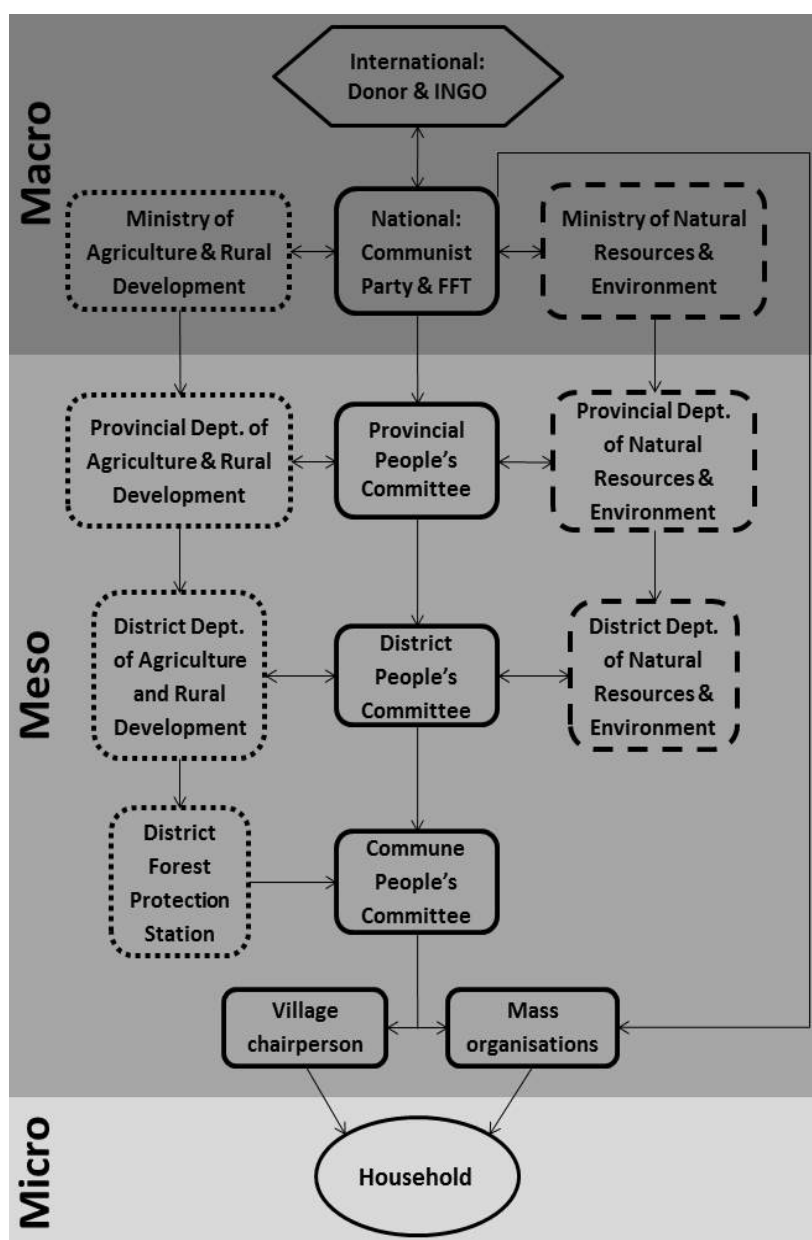 Macro
International:
Donor & INGO
Ministry of
Agriculture & Rural
Development
National:
Communist
Party & FFT
Ministry of Natural
Resources &
Environment
Meso
Provincial Dept. of
Agriculture & Rural
Development
Provincial
People's
Committee
Provincial Dept.
of Natural
Resources &
Environment
District Dept.
of Agriculture
and Rural
Development
District
People's
Committee
District Dept.
of Natural
Resources &
Environment
District
Forest
Protection
Station
Commune
People's
Committee
Village
chairperson
Mass
organisations
Micro
Household